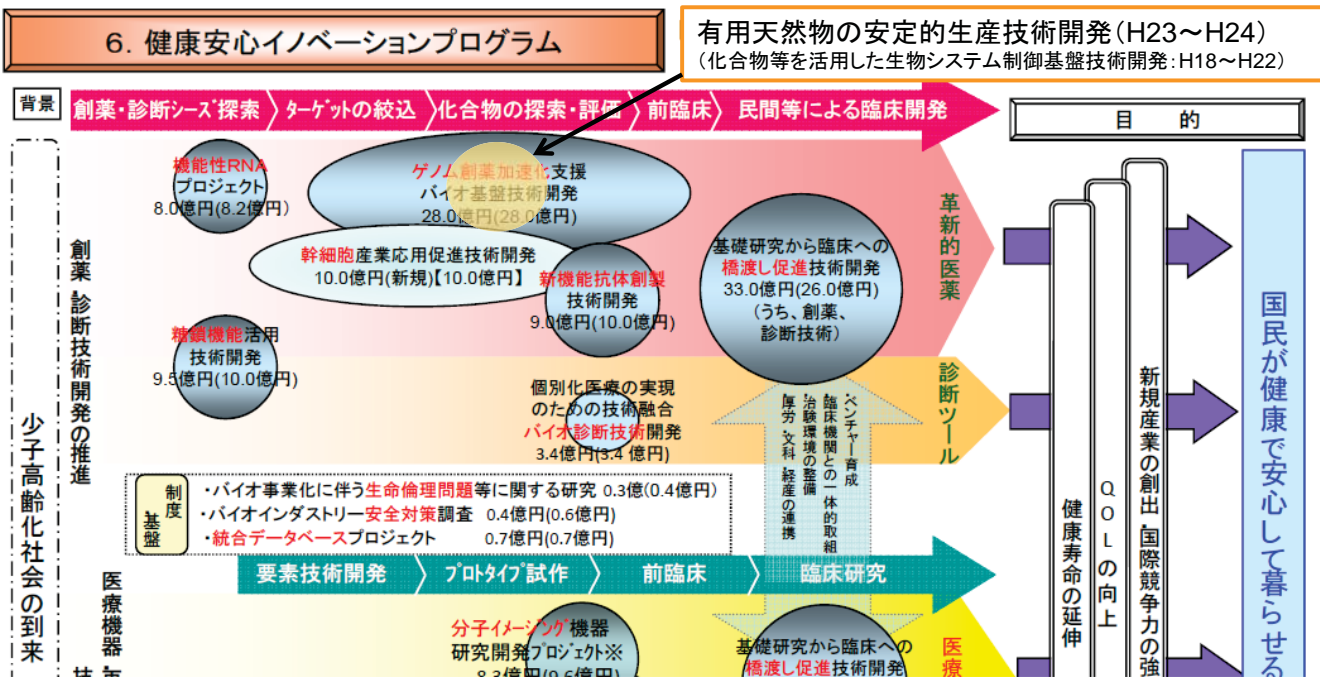 6．健康安心イノベーションプログラム
有用天然物の安定的生産技術開発（H23～H24）
（化合物等を活用した生物システム制御基盤技術開発：H18～H22）
背景
創薬・診断シーズ探索
ターゲットの絞込
化合物の探索・評価
前臨床
民間等による臨床開発
目　的
機能性RNA
プロジェクト
8.0億円(8.2億円)
ゲノム創薬加速化支援
バイオ基盤技術開発
28.0億円(28.0億円)
幹細胞産業応用促進技術開発
10.0億円(新規)【10.0億円】
新機能抗体創製
技術開発
9.0億円(10.0億円)
基礎研究から臨床への
橋渡し促進技術開発
33.0億円(26.0億円)
（うち、創薬、
診断技術）
革新的医薬
糖鎖機能活用
技術開発
9.5億円(10.0億円)
個別化医療の実現
のための技術融合
バイオ診断技術開発
3.4億円(3.4 億円)
診断ツール
創薬・診断技術開発の推進
少子高齢化社会の到来
・ベンチャー育成
・臨床機関との一体的取組
・治験環境の整備
・厚労・文科・経産の連携
制度
基盤
・バイオ事業化に伴う生命倫理問題等に関する研究 0.3億(0.4億円)
・バイオインダストリー安全対策調査　0.4億円(0.6億円)
・統合データベースプロジェクト　0.7億円(0.7億円)
要素技術開発
プロトタイプ試作
前臨床
臨床研究
医療機器
分子イメージング機器
研究開発プロジェクト※
8.3億円(9.6億円)
基礎研究から臨床への
橋渡し促進技術開発
医療
健康寿命の延伸
QOLの向上
新規産業の創出・国際競争力の強
国民が健康で安心して暮らせる